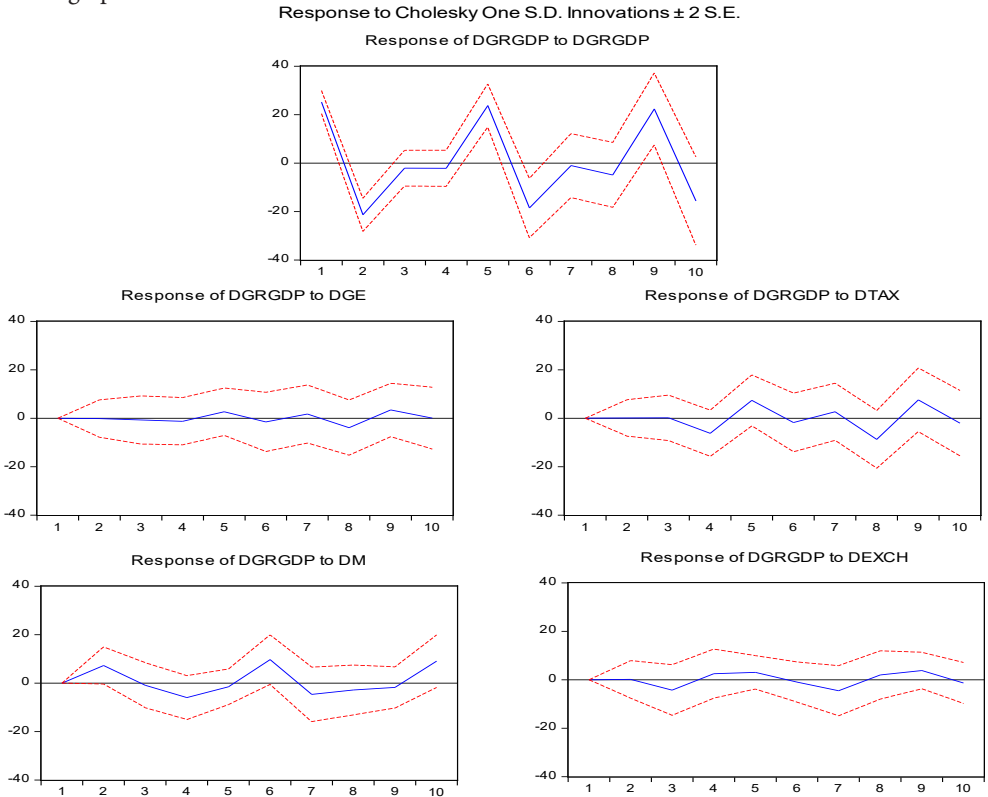 Response to Cholesky One S.D. Innovations ± 2 S.E.
Response of DGRGDP to DGRGDP
40
20
0
-20
-40
1 2 3 4 5 6 7 8 9 10
Response of DGRGDP to DGE
40
20
0
-20
-40
1 2 3 4 5 6 7 8 9 10
Response of DGRGDP to DTAX
40
20
0
-20
-40
1 2 3 4 5 6 7 8 9 10
Response of DGRGDP to DM
40
20
0
-20
-40
1 2 3 4 5 6 7 8 9 10
Response of DGRGDP to DEXCH
40
20
0
-20
-40
1 2 3 4 5 6 7 8 9 10